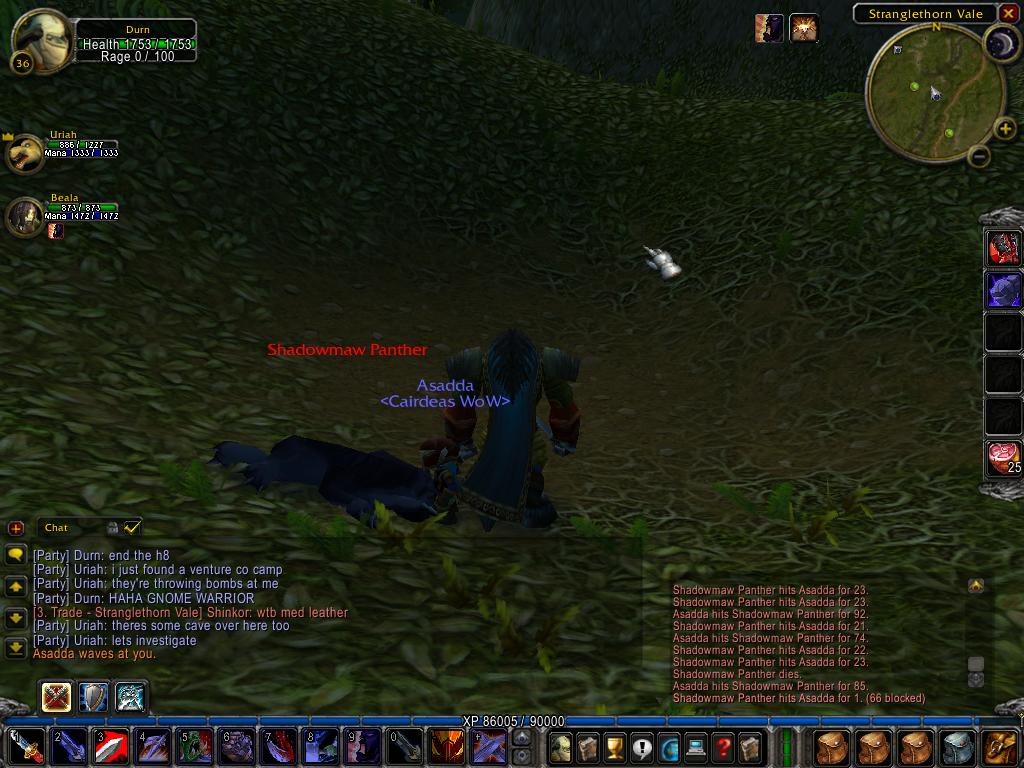 Durn
Health 1753 / 1753
Rage 0 / 100
36
Stranglethorn Vale
N
Uriah
886 / 1227
Mana 1333 / 1333
Beala
873 / 873
Mana 1472 / 1472
Shadowmaw Panther
Asadda
<Cairdeas WoW>
25
Chat
[Party] Durn: end the h8
[Party] Uriah: i just found a venture co camp
[Party] Uriah: they're throwing bombs at me
[Party] Durn: HAHA GNOME WARRIOR
[3. Trade - Stranglethorn Vale] Shinkor: wtb med leather
[Party] Uriah: theres some cave over here too
[Party] Uriah: lets investigate
Asadda waves at you.
Shadowmaw Panther hits Asadda for 23.
Shadowmaw Panther hits Asadda for 23.
Asadda hits Shadowmaw Panther for 92.
Shadowmaw Panther hits Asadda for 21.
Asadda hits Shadowmaw Panther for 74.
Shadowmaw Panther hits Asadda for 22.
Shadowmaw Panther hits Asadda for 23.
Shadowmaw Panther dies.
Asadda hits Shadowmaw Panther for 85.
Shadowmaw Panther hits Asadda for 1. (66 blocked)
XP 86005 / 90000
1 2 3 4 5 6 7 8 9 0 - +